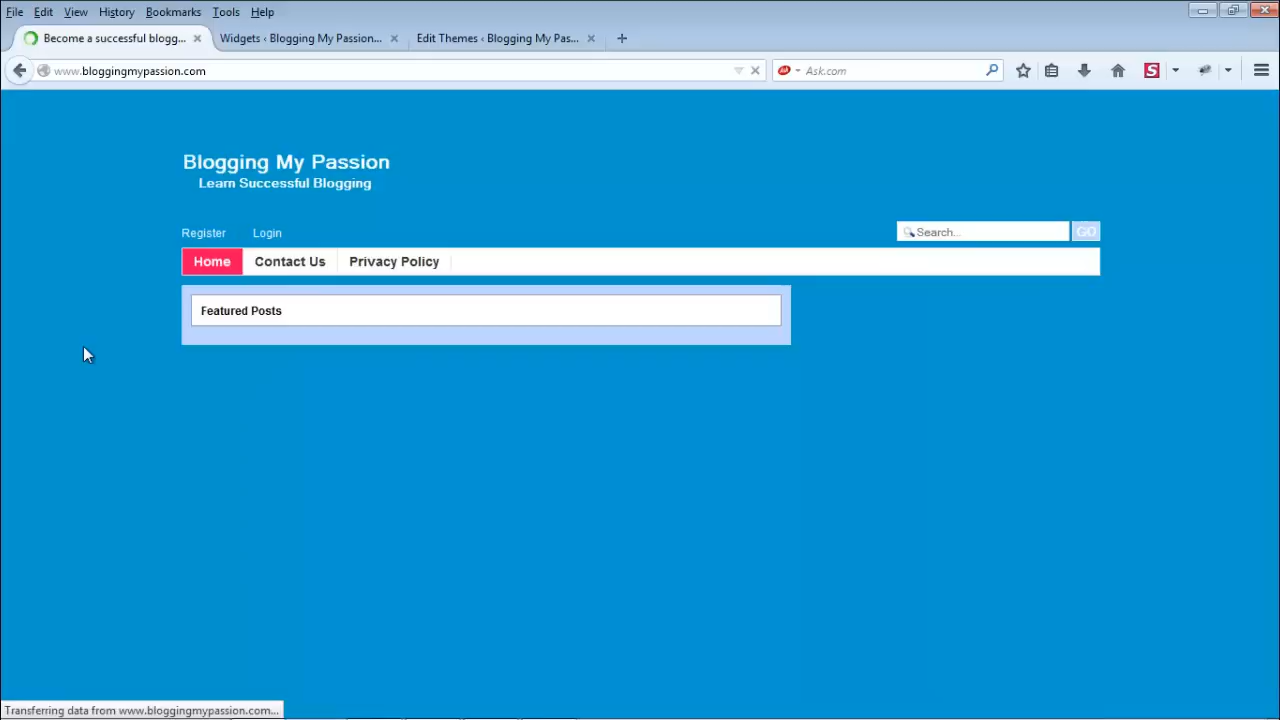 File Edit View History Bookmarks Tools Help
Become a successful blogg... Widgets ‹ Blogging My Passion... Edit Themes ‹ Blogging My Pas...
www.bloggingmypassion.com Ask.com
Blogging My Passion
Learn Successful Blogging
Register Login Search... GO
Home Contact Us Privacy Policy
Featured Posts
Transferring data from www.bloggingmypassion.com...